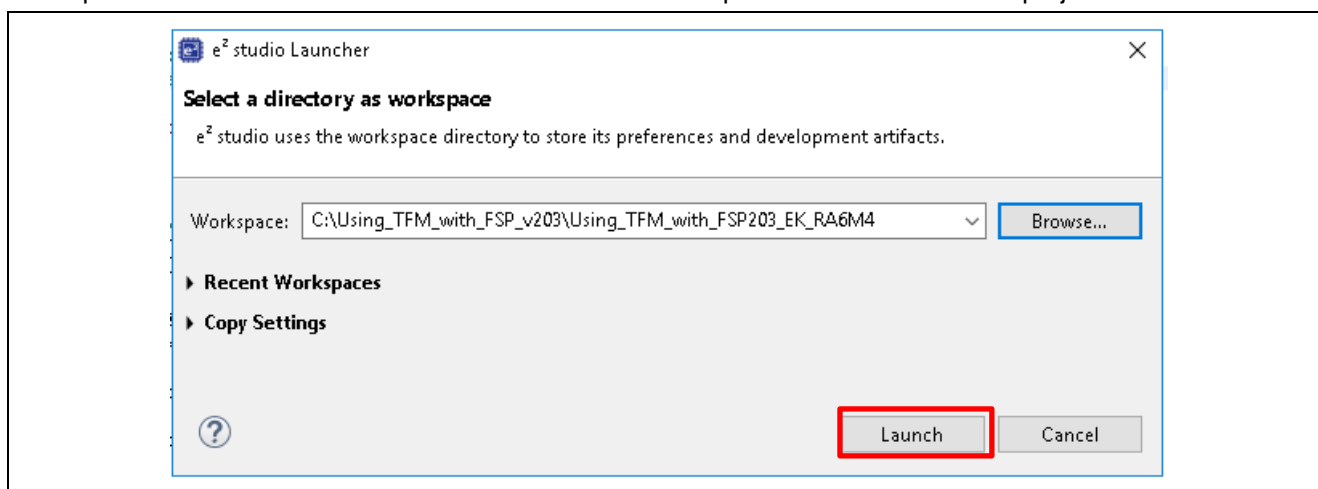 e² studio Launcher
Select a directory as workspace
e² studio uses the workspace directory to store its preferences and development artifacts.
Workspace: C:\Using_TFM_with_FSP_v203\Using_TFM_with_FSP203_EK_RA6M4 Browse...
Recent Workspaces
Copy Settings
Launch Cancel